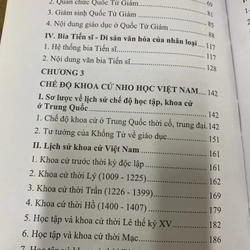 2. Quan chức Quốc Tử Giám
3. Giám sinh Quốc Tử Giám 69
4. Nội dung giáo dục ở Quốc Tử Giám 85
IV. Bia Tiến sĩ - Di sản văn hóa của nhân loại
1. Hệ thống bia Tiến sĩ 116
2. Nội dung văn bia Tiến sĩ 128
CHƯƠNG 3
CHẾ ĐỘ KHOA CỬ NHO HỌC VIỆT NAM 142
I. Sơ lược về lịch sử chế độ học tập, khoa cử
ở Trung Quốc 142
1. Chế độ khoa cử ở Trung Quốc thời cổ, trung đại 142
2. Tư tưởng của Khổng Tử về giáo dục 151
II. Lịch sử khoa cử Việt Nam 161
1. Khoa cử trước thời kỳ độc lập 161
2. Khoa cử thời Lý (1009 - 1225)
3. Khoa cử thời Trần (1226 - 1399)
4. Khoa cử thời Hồ (1400 - 1407)
5. Học tập và khoa cử thời Lê thế kỷ XV 182
6. Học tập và khoa cử thời Mạc 186